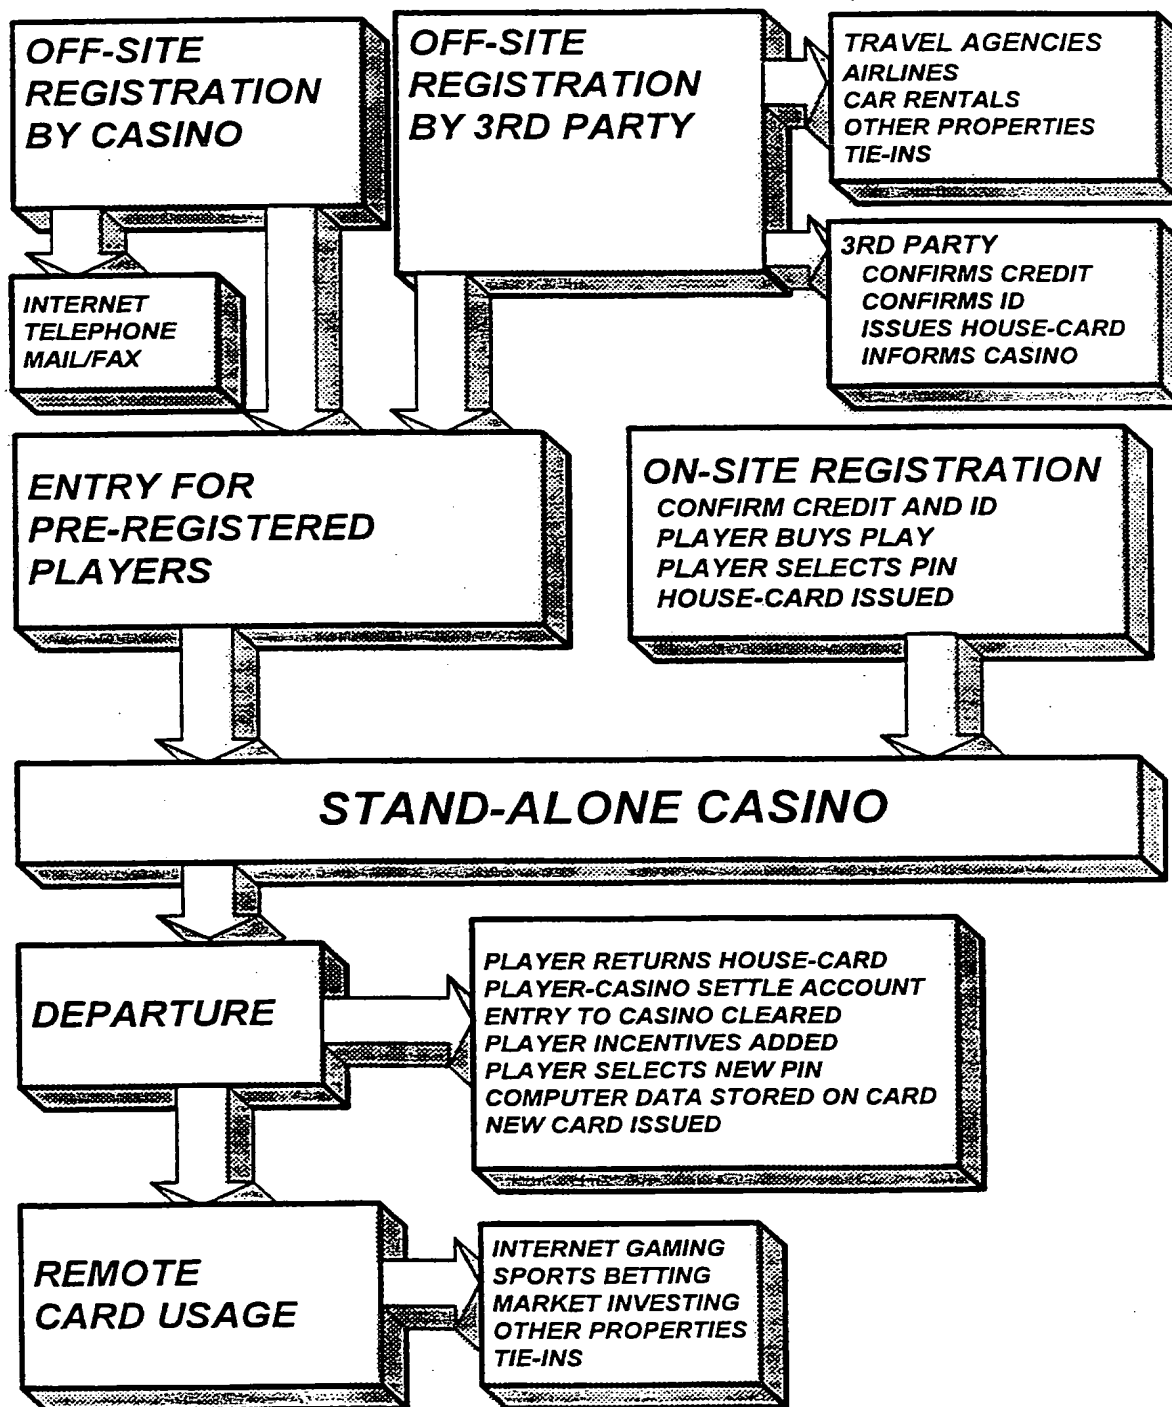 OFF-SITE
REGISTRATION
BY CASINO
OFF-SITE
REGISTRATION
BY 3RD PARTY
TRAVEL AGENCIES
AIRLINES
CAR RENTALS
OTHER PROPERTIES
TIE-INS
3RD PARTY
CONFIRMS CREDIT
CONFIRMS ID
ISSUES HOUSE-CARD
INFORMS CASINO
INTERNET
TELEPHONE
MAIL/FAX
ENTRY FOR
PRE-REGISTERED
PLAYERS
ON-SITE REGISTRATION
CONFIRM CREDIT AND ID
PLAYER BUYS PLAY
PLAYER SELECTS PIN
HOUSE-CARD ISSUED
STAND-ALONE CASINO
DEPARTURE
PLAYER RETURNS HOUSE-CARD
PLAYER-CASINO SETTLE ACCOUNT
ENTRY TO CASINO CLEARED
PLAYER INCENTIVES ADDED
PLAYER SELECTS NEW PIN
COMPUTER DATA STORED ON CARD
NEW CARD ISSUED
REMOTE
CARD USAGE
INTERNET GAMING
SPORTS BETTING
MARKET INVESTING
OTHER PROPERTIES
TIE-INS